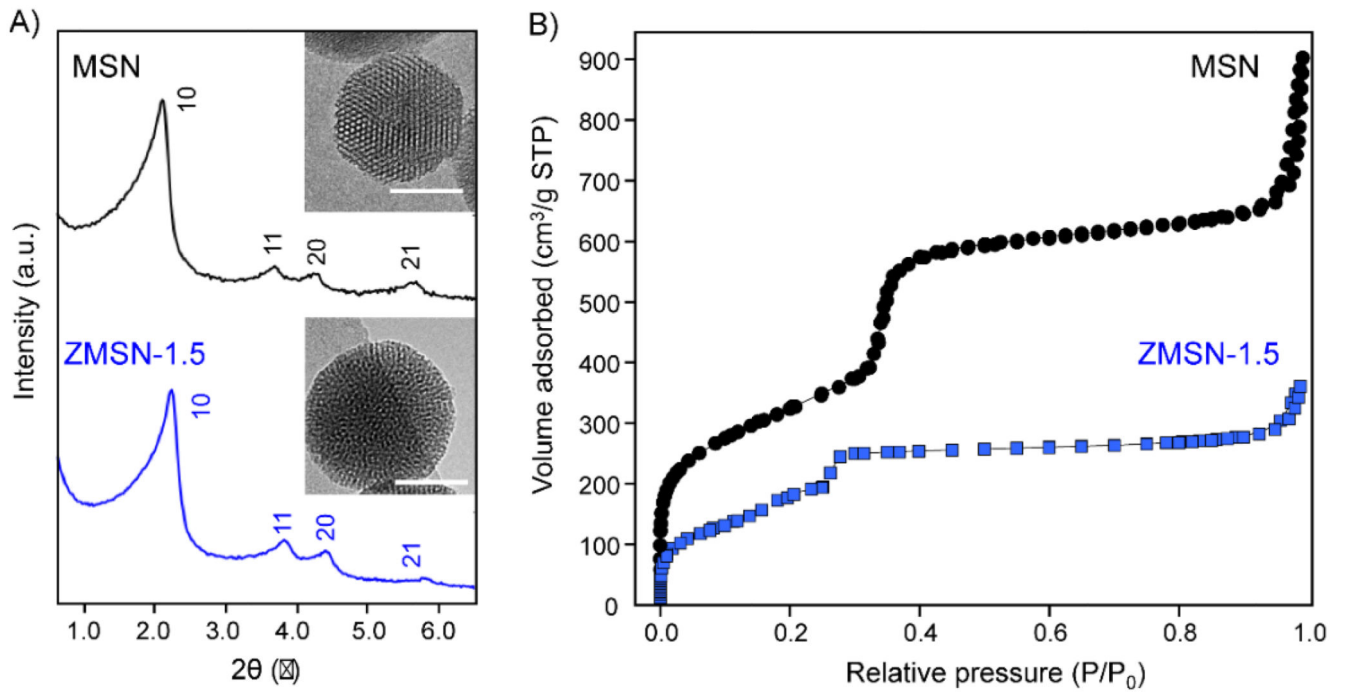 A)
MSN
10
11
20
21
ZMSN-1.5
10
11
20
21
Intensity (a.u.)
1.0 2.0 3.0 4.0 5.0 6.0
2θ (□)
B)
MSN
ZMSN-1.5
Volume adsorbed (cm³/g STP)
900
800
700
600
500
400
300
200
100
0
0.0 0.2 0.4 0.6 0.8 1.0
Relative pressure (P/P₀)